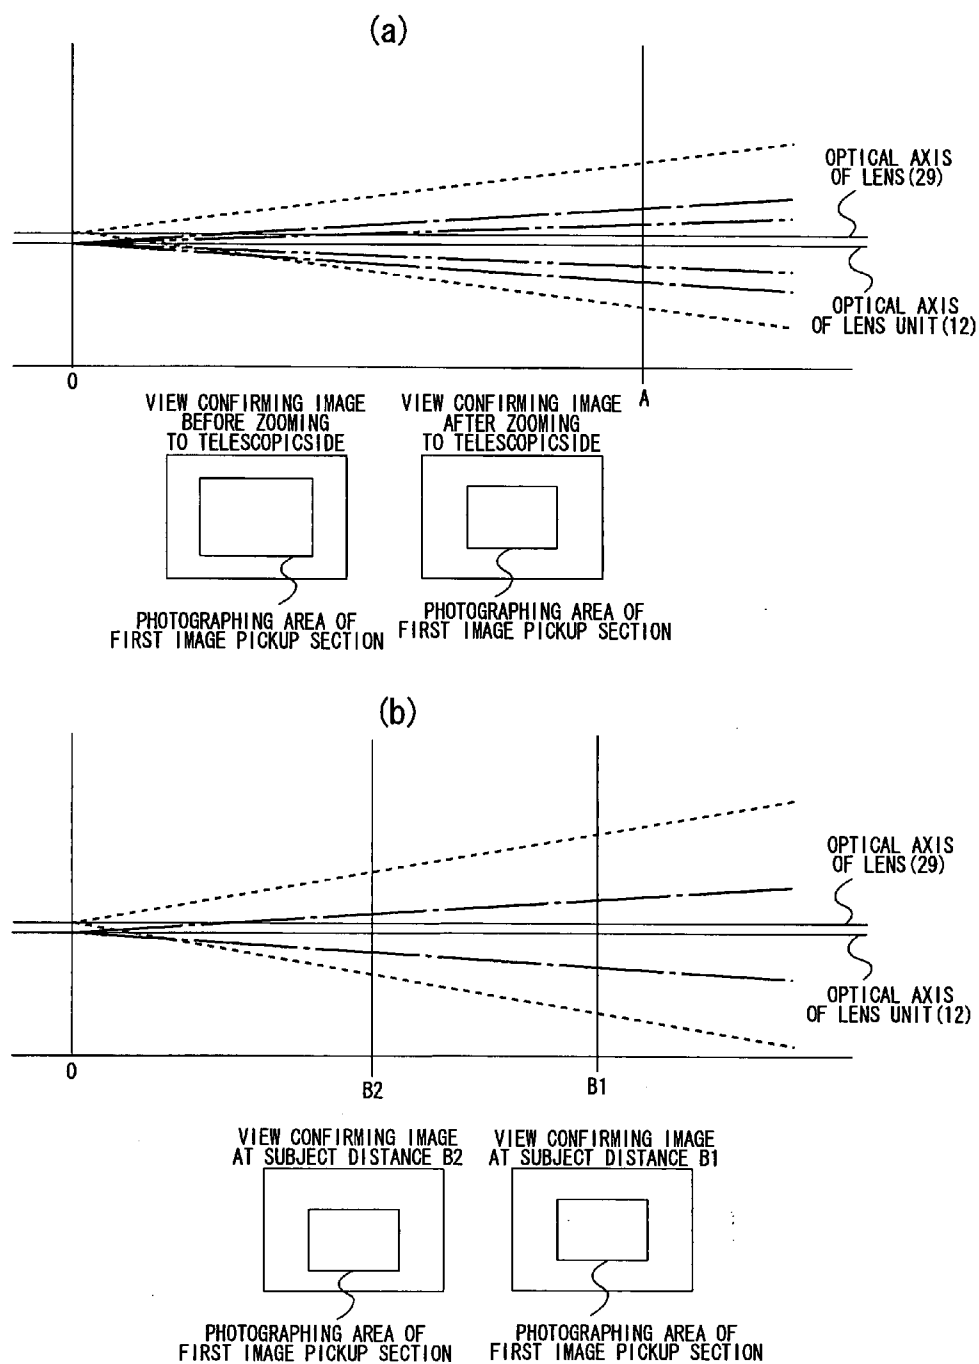 (a)
OPTICAL AXIS
OF LENS(29)
OPTICAL AXIS
OF LENS UNIT(12)
0
A
VIEW CONFIRMING IMAGE
BEFORE ZOOMING
TO TELESCOPICSIDE
VIEW CONFIRMING IMAGE
AFTER ZOOMING
TO TELESCOPICSIDE
PHOTOGRAPHING AREA OF
FIRST IMAGE PICKUP SECTION
PHOTOGRAPHING AREA OF
FIRST IMAGE PICKUP SECTION
(b)
OPTICAL AXIS
OF LENS(29)
OPTICAL AXIS
OF LENS UNIT(12)
0
B2
B1
VIEW CONFIRMING IMAGE
AT SUBJECT DISTANCE B2
VIEW CONFIRMING IMAGE
AT SUBJECT DISTANCE B1
PHOTOGRAPHING AREA OF
FIRST IMAGE PICKUP SECTION
PHOTOGRAPHING AREA OF
FIRST IMAGE PICKUP SECTION